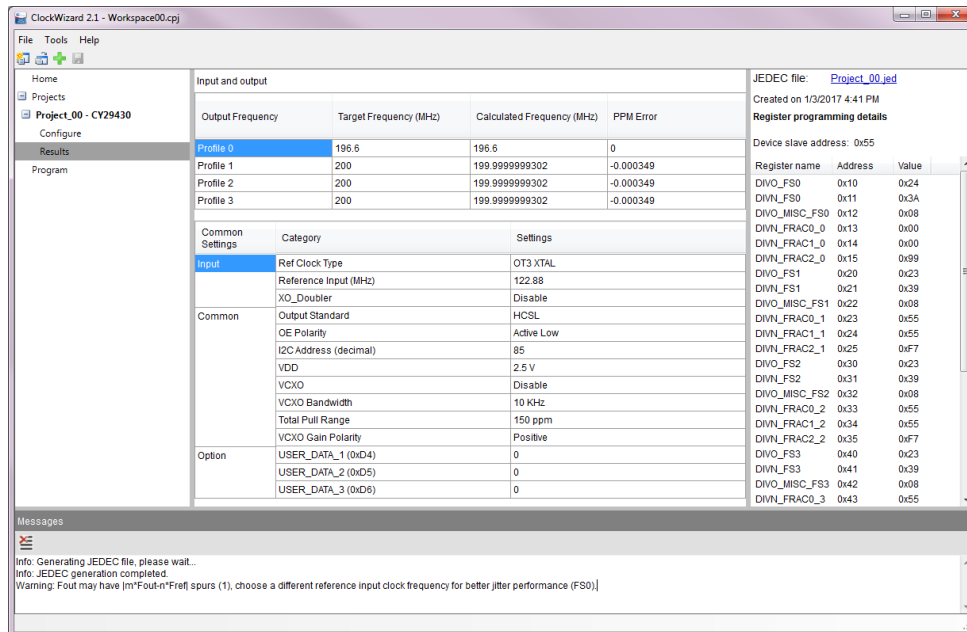 ClockWizard 2.1 - Workspace00.cpj
File Tools Help
Home
Projects
Project_00 - CY29430
Configure
Results
Program
Input and output
Output Frequency Target Frequency (MHz) Calculated Frequency (MHz) PPM Error
Profile 0 196.6 196.6 0
Profile 1 200 199.9999999302 -0.000349
Profile 2 200 199.9999999302 -0.000349
Profile 3 200 199.9999999302 -0.000349
Common Settings Category Settings
Input Ref Clock Type OT3 XTAL
Reference Input (MHz) 122.88
XO_Doubler Disable
Common Output Standard HCSL
OE Polarity Active Low
I2C Address (decimal) 85
VDD 2.5 V
VCXO Disable
VCXO Bandwidth 10 KHz
Total Pull Range 150 ppm
VCXO Gain Polarity Positive
Option USER_DATA_1 (0xD4) 0
USER_DATA_2 (0xD5) 0
USER_DATA_3 (0xD6) 0
JEDEC file: Project_00.jed
Created on 1/3/2017 4:41 PM
Register programming details
Device slave address: 0x55
Register name Address Value
DIVO_FS0 0x10 0x24
DIVN_FS0 0x11 0x3A
DIVO_MISC_FS0 0x12 0x08
DIVN_FRAC0_0 0x13 0x00
DIVN_FRAC1_0 0x14 0x00
DIVN_FRAC2_0 0x15 0x99
DIVO_FS1 0x20 0x23
DIVN_FS1 0x21 0x39
DIVO_MISC_FS1 0x22 0x08
DIVN_FRAC0_1 0x23 0x55
DIVN_FRAC1_1 0x24 0x55
DIVN_FRAC2_1 0x25 0xF7
DIVO_FS2 0x30 0x23
DIVN_FS2 0x31 0x39
DIVO_MISC_FS2 0x32 0x08
DIVN_FRAC0_2 0x33 0x55
DIVN_FRAC1_2 0x34 0x55
DIVN_FRAC2_2 0x35 0xF7
DIVO_FS3 0x40 0x23
DIVN_FS3 0x41 0x39
DIVO_MISC_FS3 0x42 0x08
DIVN_FRAC0_3 0x43 0x55
Messages
Info: Generating JEDEC file, please wait...
Info: JEDEC generation completed.
Warning: Fout may have |m*Fout-n*Fref| spurs (1), choose a different reference input clock frequency for better jitter performance (FS0).